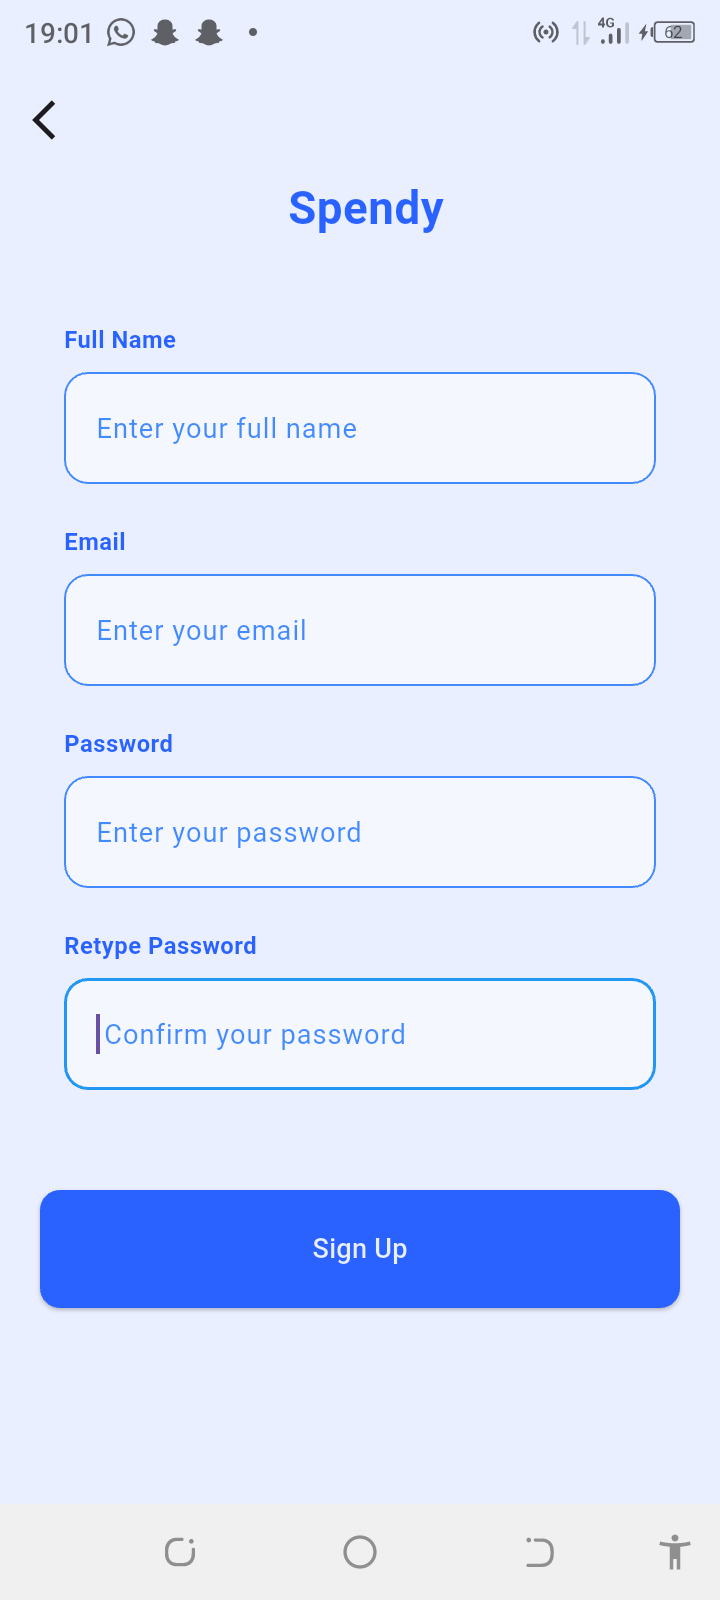 19:01 4G 62
Spendy
Full Name
Enter your full name
Email
Enter your email
Password
Enter your password
Retype Password
Confirm your password
Sign Up